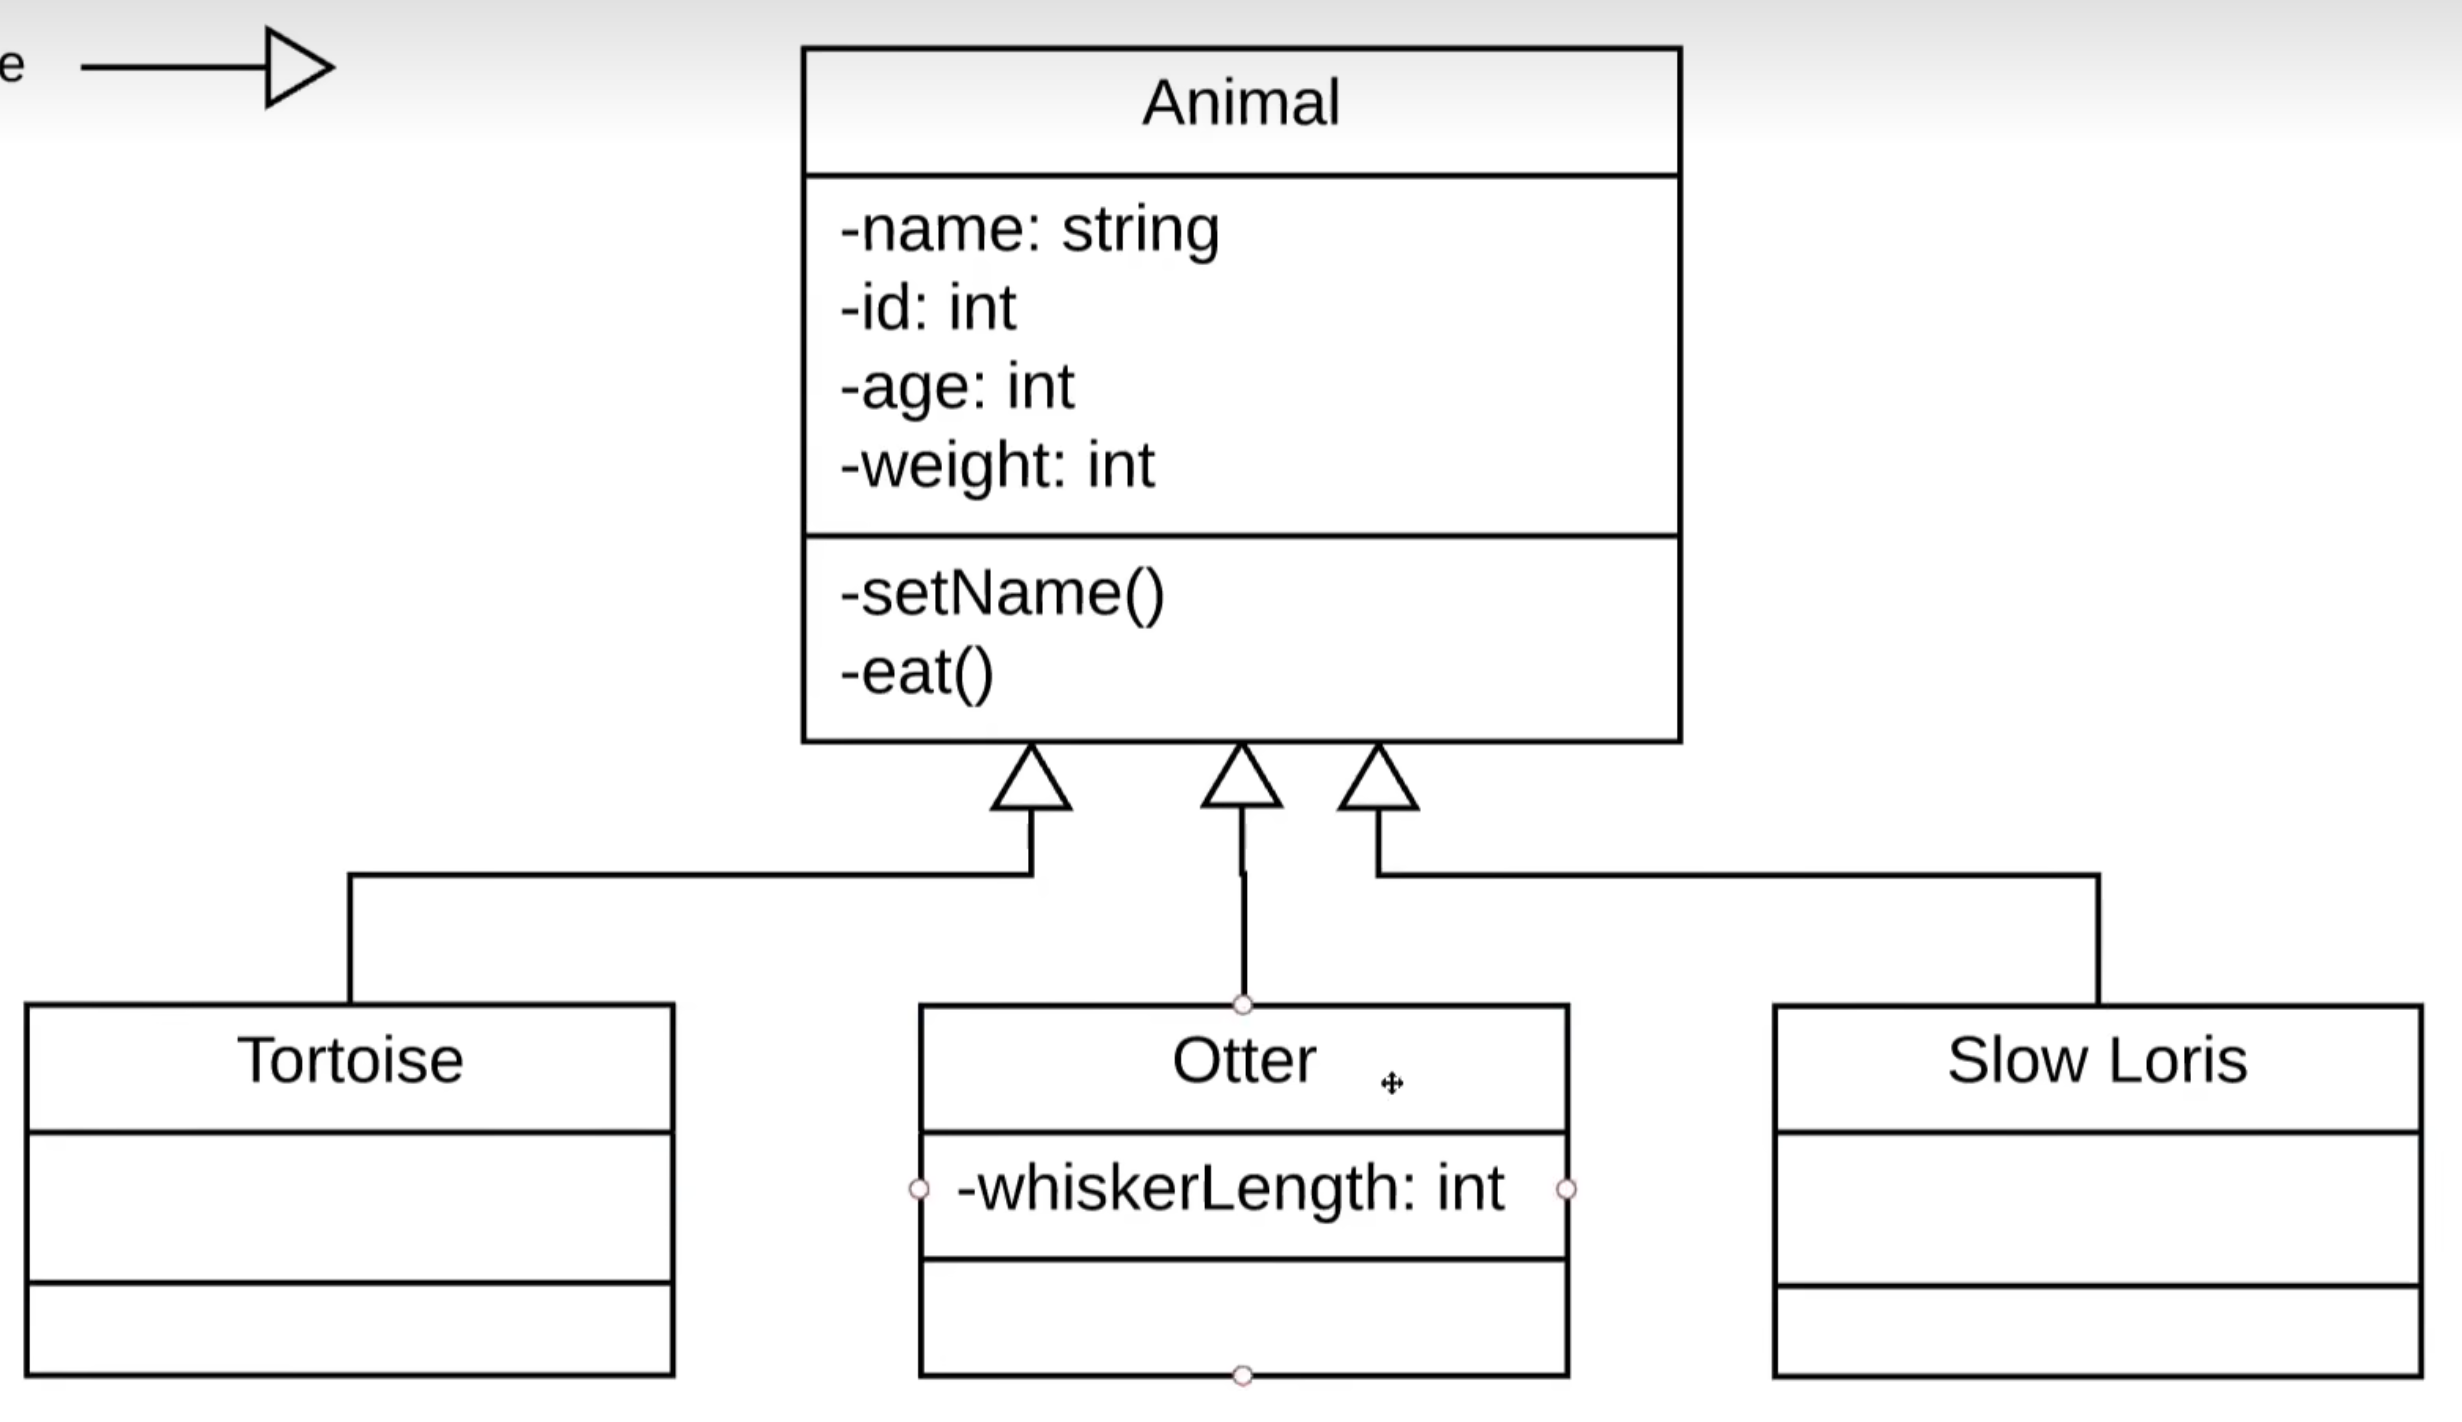 e
Animal
-name: string
-id: int
-age: int
-weight: int
-setName()
-eat()
Tortoise
Otter
Slow Loris
-whiskerLength: int